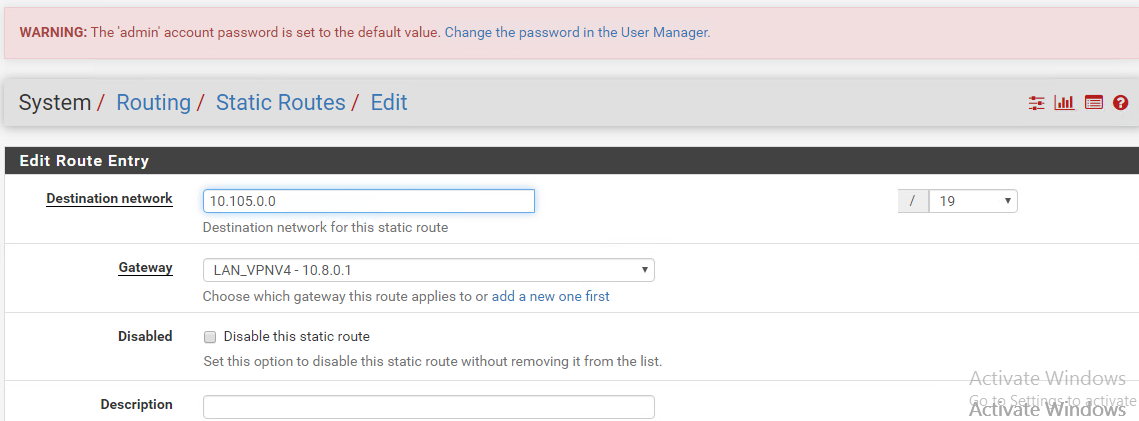 WARNING: The 'admin' account password is set to the default value. Change the password in the User Manager.
System / Routing / Static Routes / Edit
Edit Route Entry
Destination network 10.105.0.0 / 19
Destination network for this static route
Gateway LAN_VPNV4 - 10.8.0.1
Choose which gateway this route applies to or add a new one first
Disabled Disable this static route
Set this option to disable this static route without removing it from the list.
Activate Windows
Go to Settings to activate
Description Activate Windows